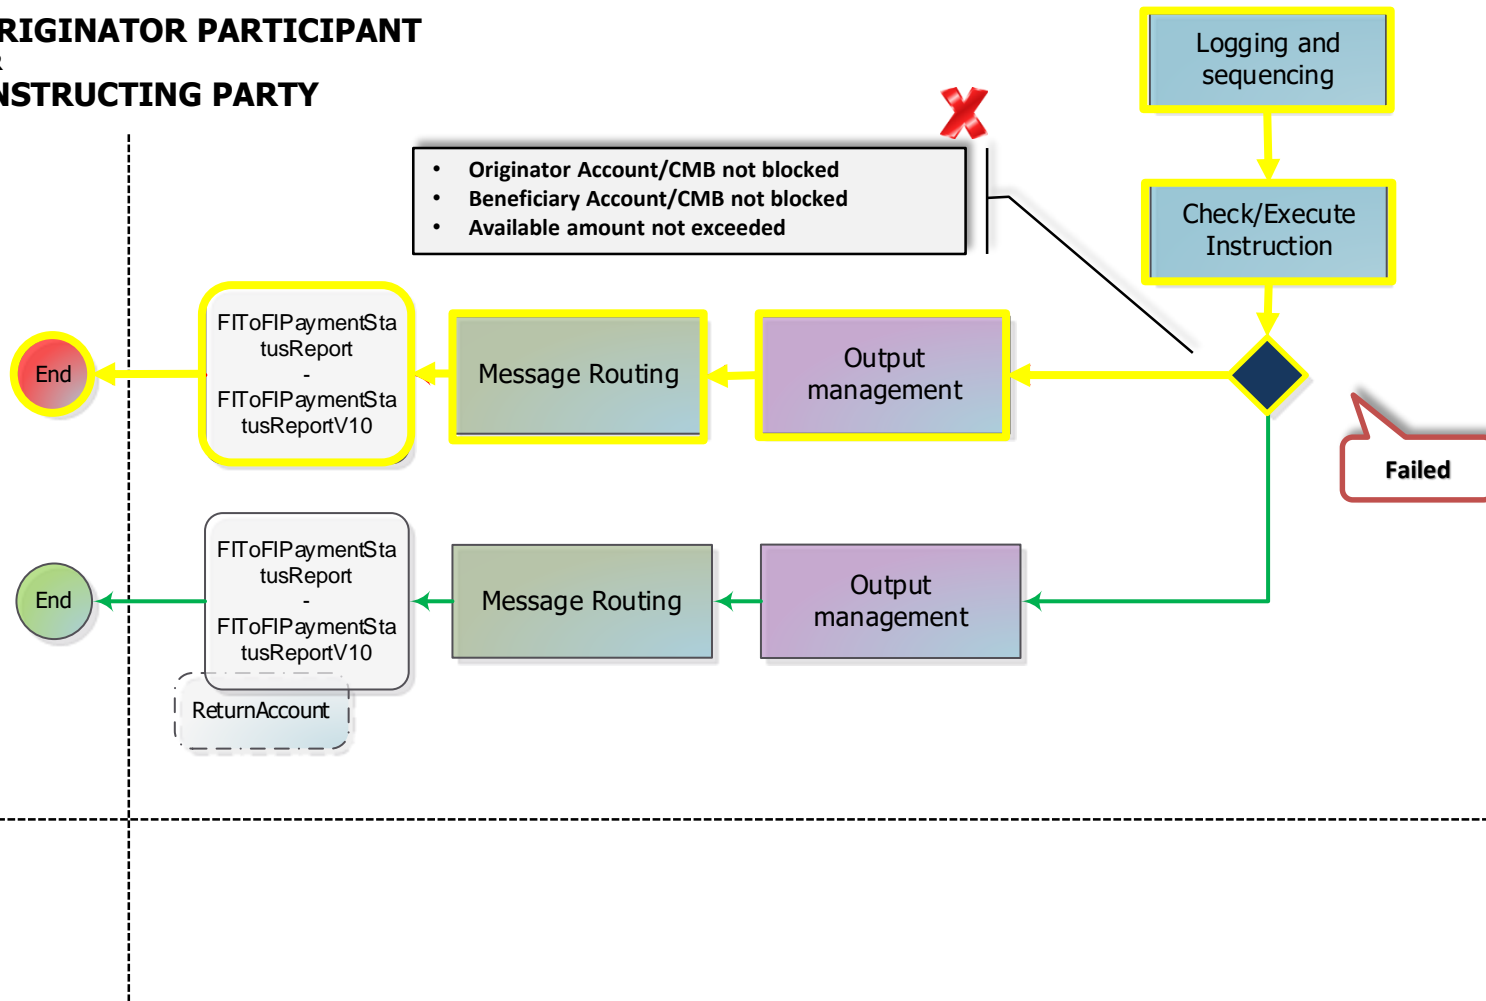 RIGINATOR PARTICIPANT
R
NSTRUCTING PARTY
Logging and
sequencing
• Originator Account/CMB not blocked
• Beneficiary Account/CMB not blocked
• Available amount not exceeded
Check/Execute
Instruction
End
FIToFIPaymentSta
tusReport
-
FIToFIPaymentSta
tusReportV10
Message Routing
Output
management
Failed
End
FIToFIPaymentSta
tusReport
-
FIToFIPaymentSta
tusReportV10
Message Routing
Output
management
ReturnAccount